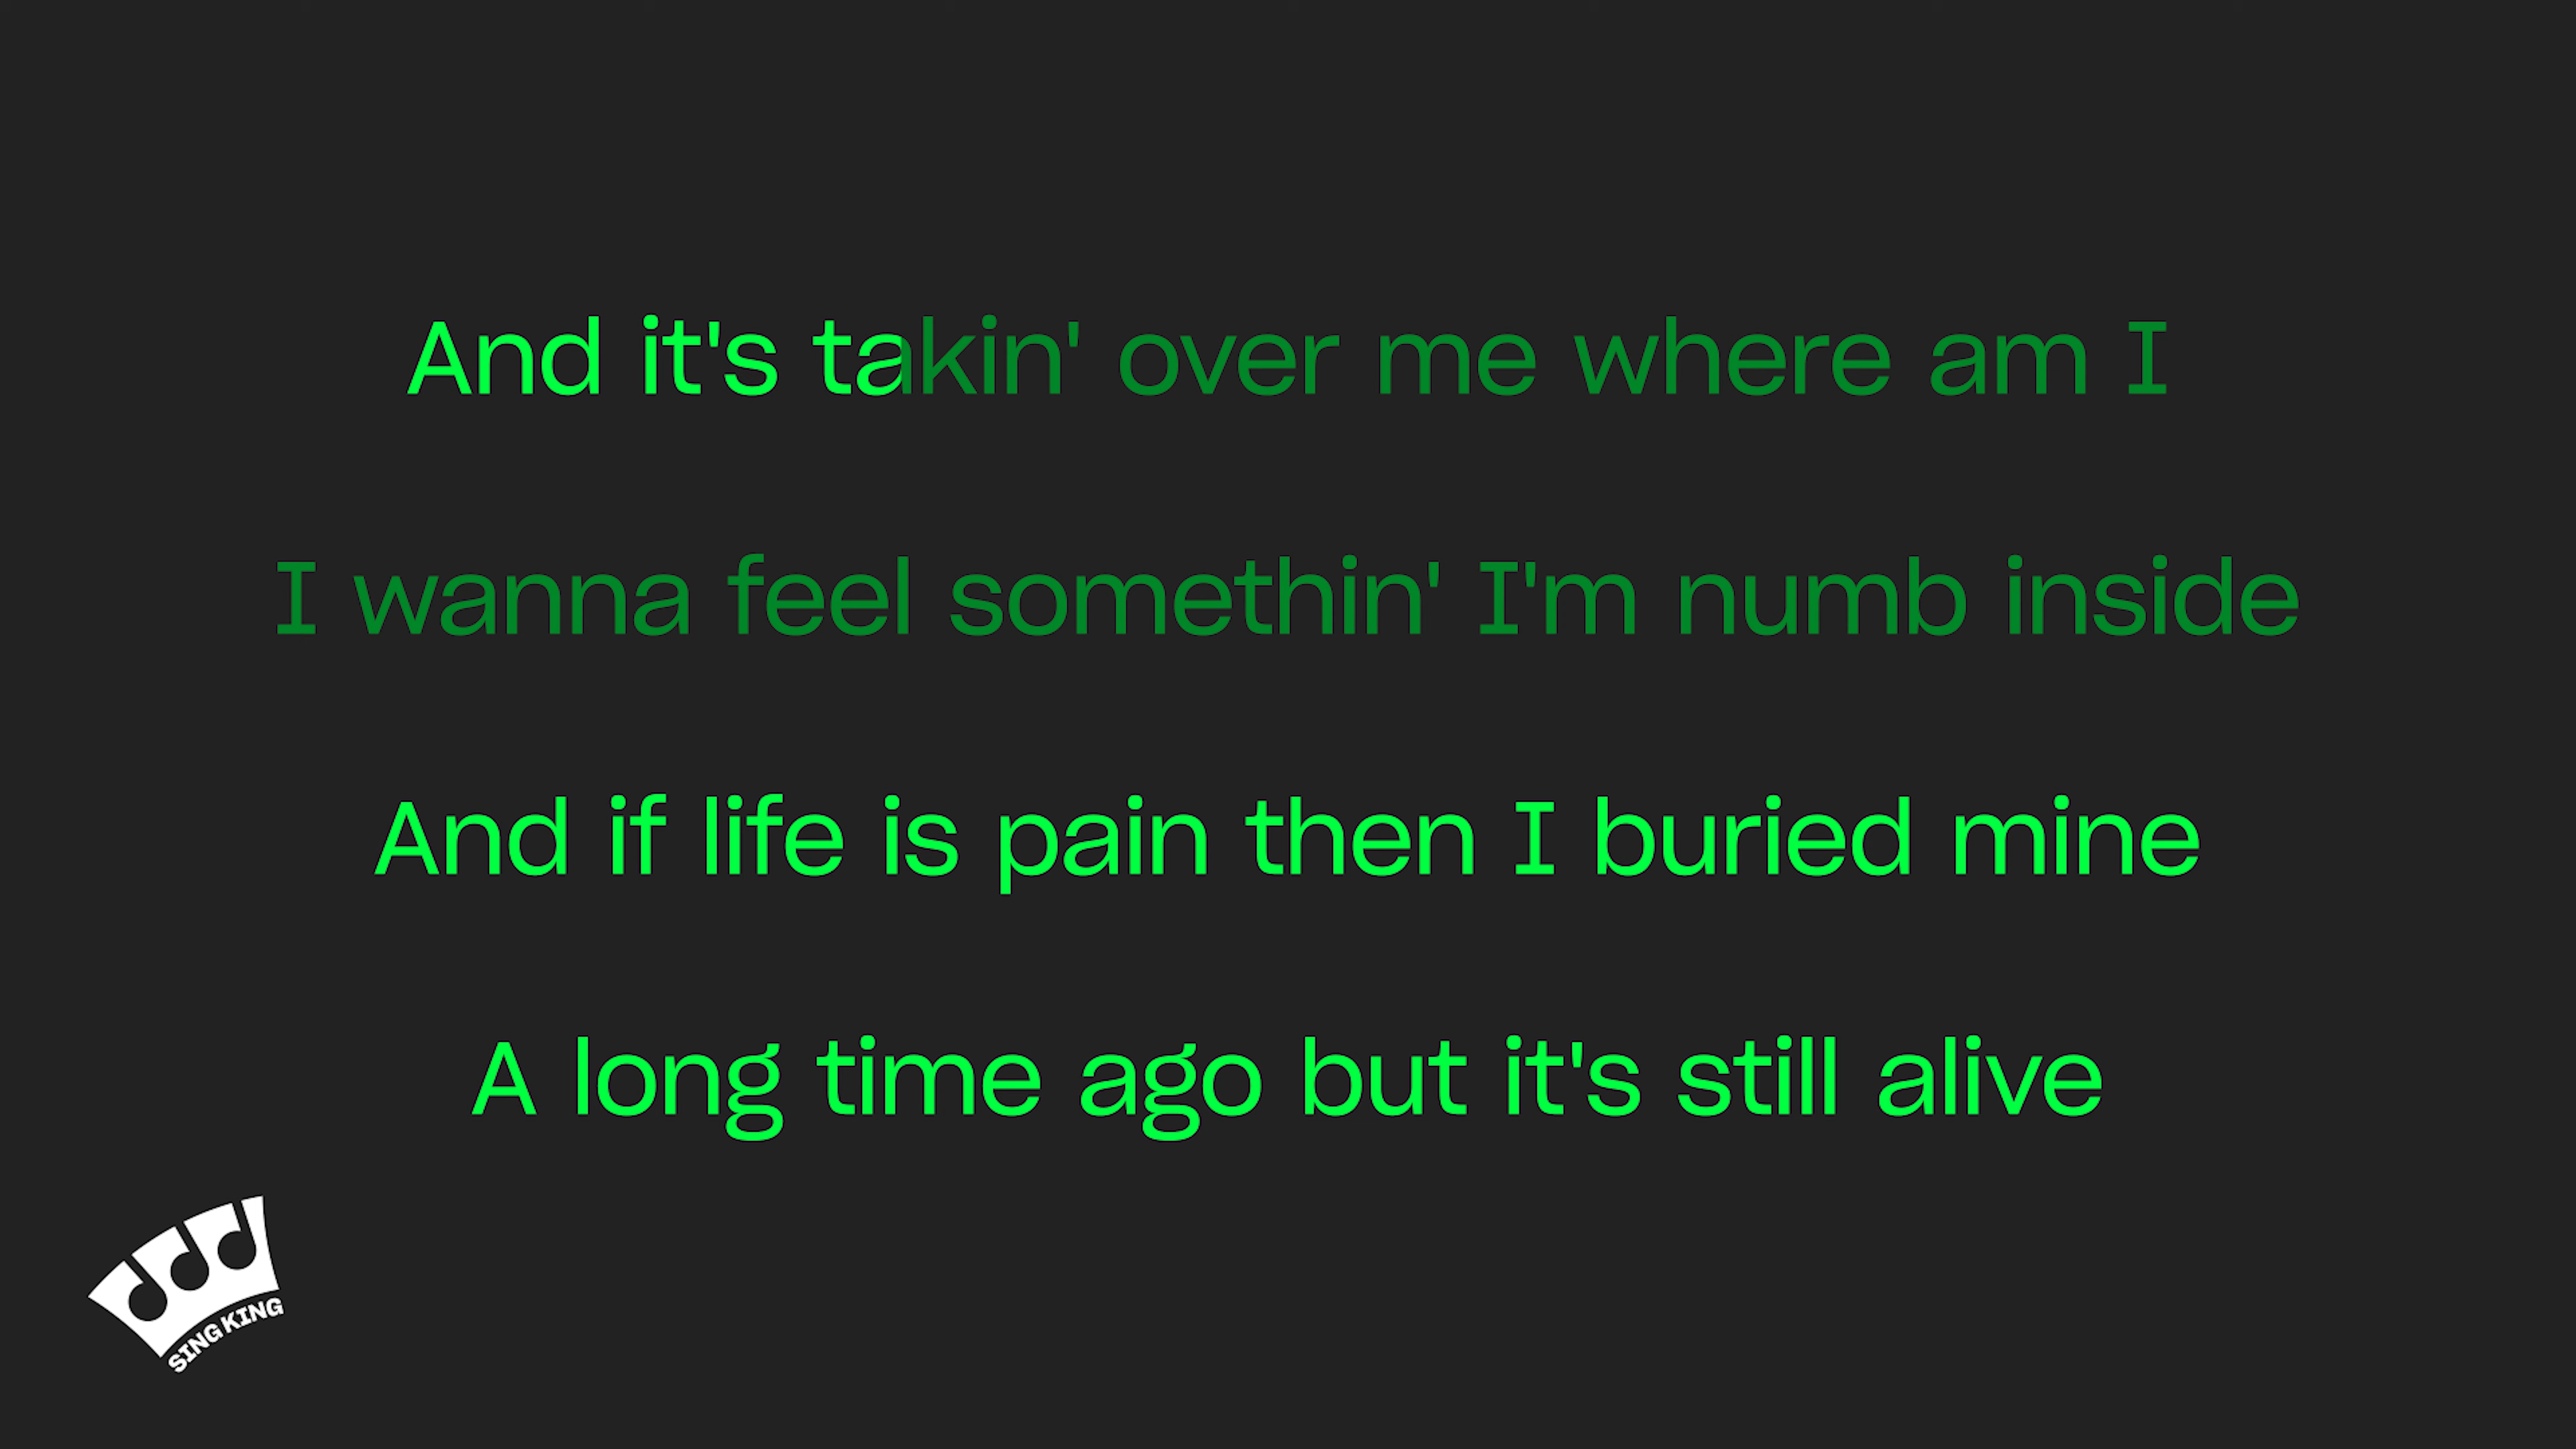 And it's takin' over me where am I
I wanna feel somethin' I'm numb inside
And if life is pain then I buried mine
A long time ago but it's still alive
SING KING